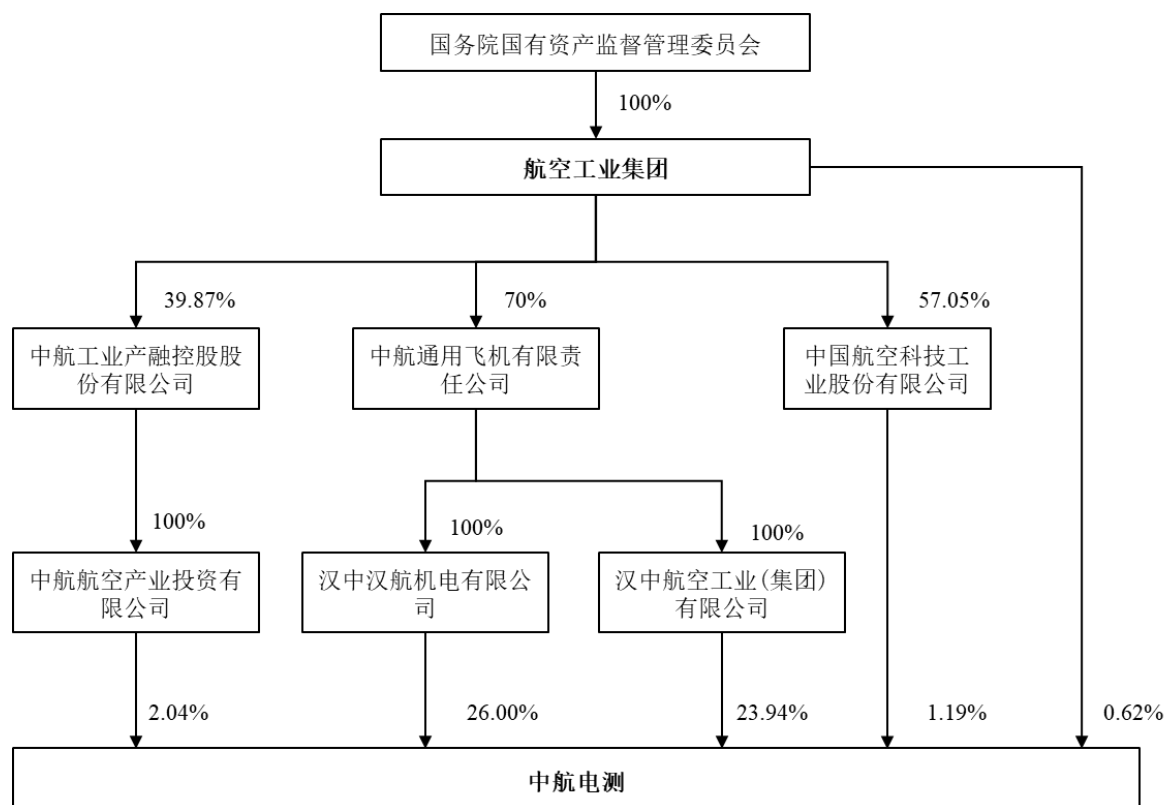 国务院国有资产监督管理委员会
100%
航空工业集团
39.87%
70%
57.05%
中航工业产融控股股
份有限公司
中航通用飞机有限责
任公司
中国航空科技工
业股份有限公司
100%
100%
100%
中航航空产业投资有
限公司
汉中汉航机电有限公
司
汉中航空工业(集团)
有限公司
2.04%
26.00%
23.94%
1.19%
0.62%
中航电测